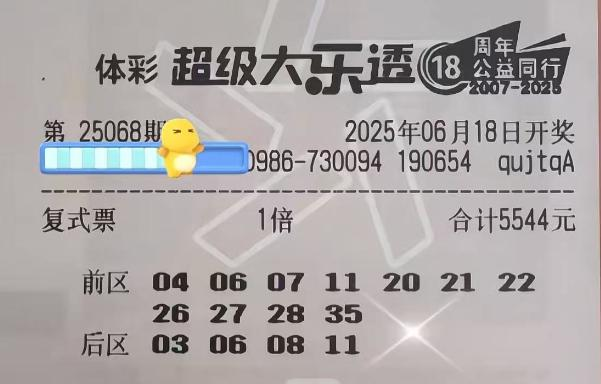 体彩 超级大乐透 18 周年 公益同行 2007-2025
第 25068期 2025年06月18日开奖
0986-730094 190654 qujtqA
复式票 1倍 合计5544元
前区 04 06 07 11 20 21 22
26 27 28 35
后区 03 06 08 11